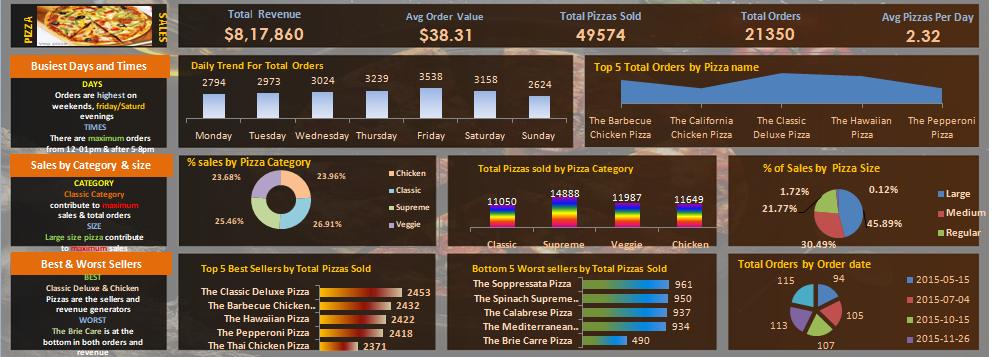 PIZZA
SALES
Total Revenue
$8,17,860
Avg Order Value
$38.31
Total Pizzas Sold
49574
Total Orders
21350
Avg Pizzas Per Day
2.32
Busiest Days and Times
DAYS
Orders are highest on
weekends, friday/Saturd
evenings
TIMES
There are maximum orders
from 12-01pm & after 5-8pm
Daily Trend For Total Orders
2794
2973
3024
3239
3538
3158
2624
Monday
Tuesday
Wednesday
Thursday
Friday
Saturday
Sunday
Top 5 Total Orders by Pizza name
The Barbecue
Chicken Pizza
The California
Chicken Pizza
The Classic
Deluxe Pizza
The Hawaiian
Pizza
The Pepperoni
Pizza
Sales by Category & size
CATEGORY
Classic Category
contribute to maximum
sales & total orders
SIZE
Large size pizza contribute
to maximum sales
% sales by Pizza Category
23.68%
23.96%
25.46%
26.91%
Chicken
Classic
Supreme
Veggie
Total Pizzas sold by Pizza Category
11050
14888
11987
11649
Classic
Supreme
Veggie
Chicken
% of Sales by Pizza Size
1.72%
0.12%
21.77%
45.89%
30.49%
Large
Medium
Regular
Best & Worst Sellers
BEST
Classic Deluxe & Chicken
Pizzas are the sellers and
revenue generators
WORST
The Brie Care is at the
bottom in both orders and
revenue
Top 5 Best Sellers by Total Pizzas Sold
The Classic Deluxe Pizza
2453
The Barbecue Chicken..
2432
The Hawaiian Pizza
2422
The Pepperoni Pizza
2418
The Thai Chicken Pizza
2371
Bottom 5 Worst sellers by Total Pizzas Sold
The Soppressata Pizza
961
The Spinach Supreme..
950
The Calabrese Pizza
937
The Mediterranean..
934
The Brie Carre Pizza
490
Total Orders by Order date
115
94
105
113
107
2015-05-15
2015-07-04
2015-10-15
2015-11-26